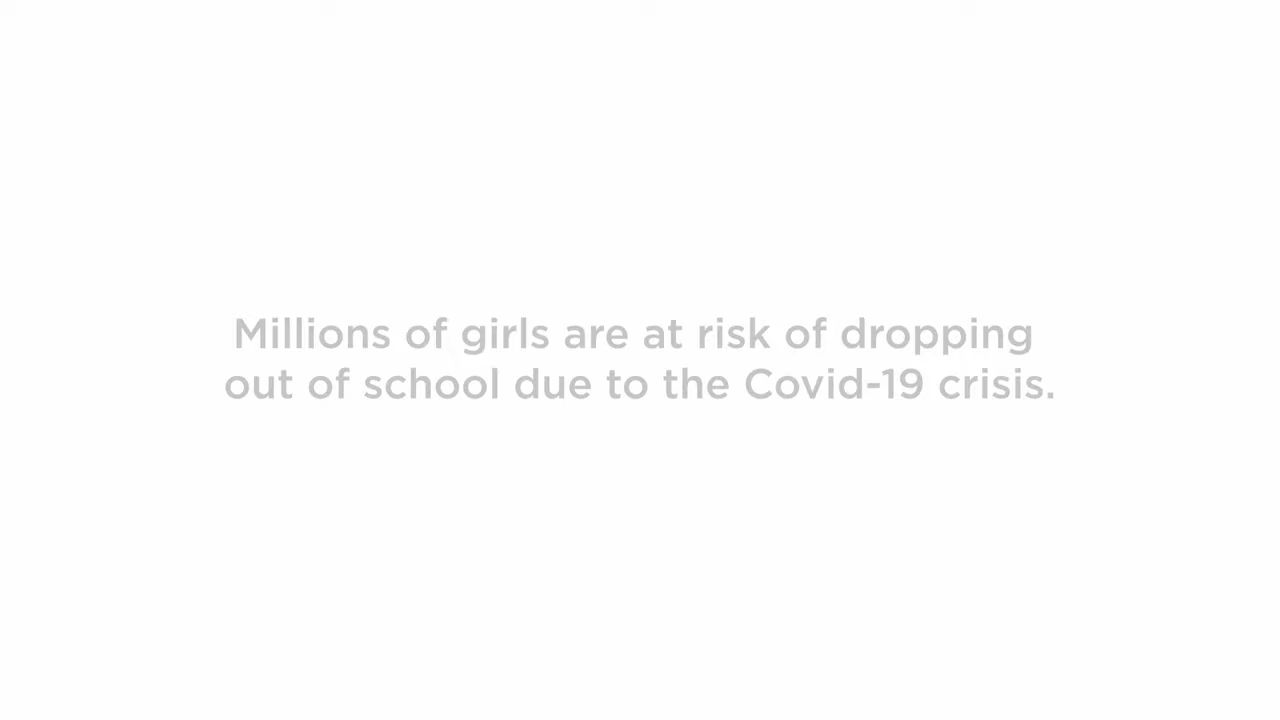 Millions of girls are at risk of dropping
out of school due to the Covid-19 crisis.